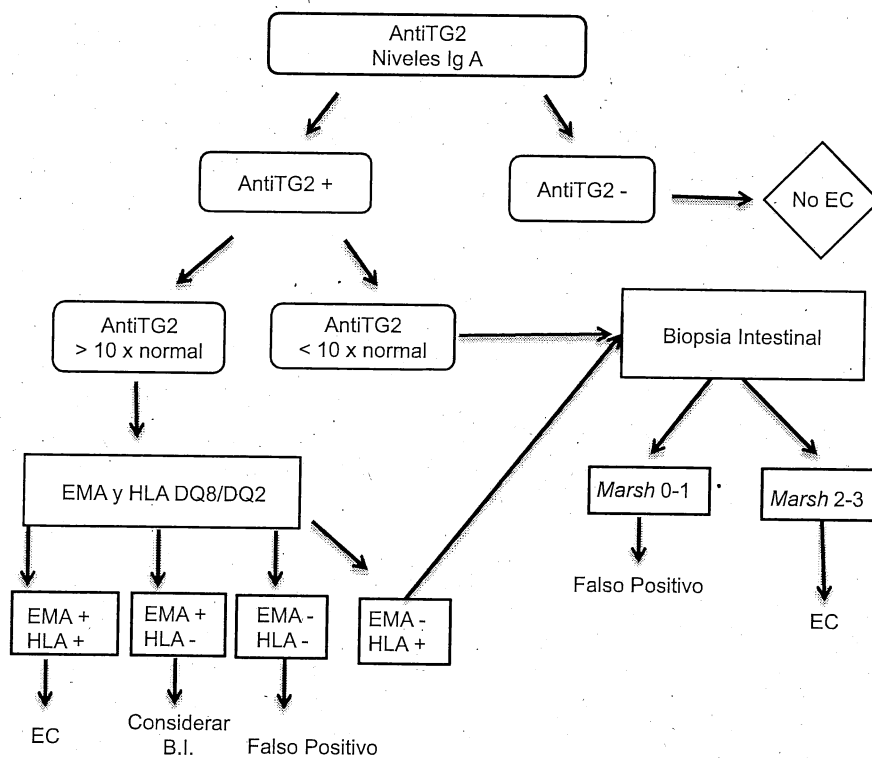 AntiTG2
Niveles Ig A
AntiTG2 +
AntiTG2 -
No EC
AntiTG2
> 10 x normal
AntiTG2
< 10 x normal
Biopsia Intestinal
EMA y HLA DQ8/DQ2
Marsh 0-1
Marsh 2-3
EMA +
HLA +
EMA +
HLA -
EMA -
HLA -
EMA -
HLA +
Falso Positivo
EC
EC
Considerar
B.I.
Falso Positivo